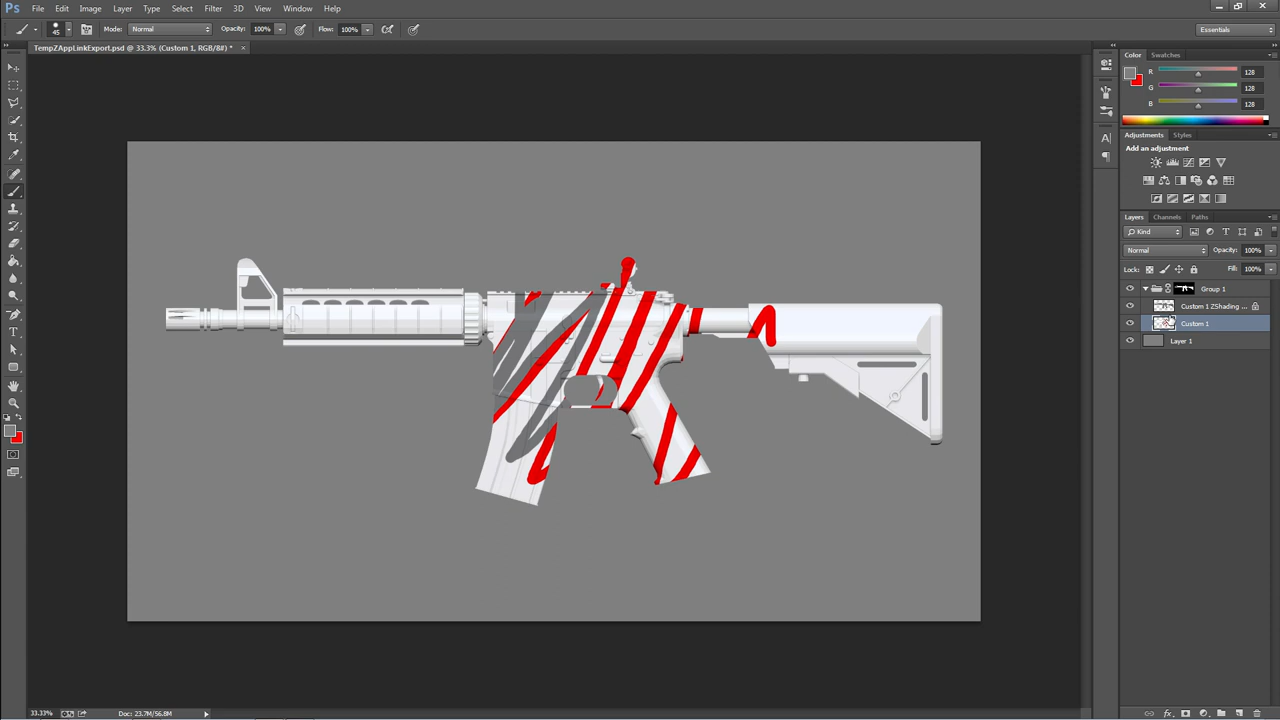 Ps File Edit Image Layer Type Select Filter 3D View Window Help
45 Mode: Normal Opacity: 100% Flow: 100% Essentials
TempZAppLinkExport.psd @ 33.3% (Custom 1, RGB/8#) * ×
Color Swatches
R 128
G 128
B 128
Adjustments Styles
Add an adjustment
Layers Channels Paths
Kind
Normal Opacity: 100%
Lock: Fill: 100%
Group 1
Custom 1 ZShading ...
Custom 1
Layer 1
33.33% Doc: 23.7M/56.8M